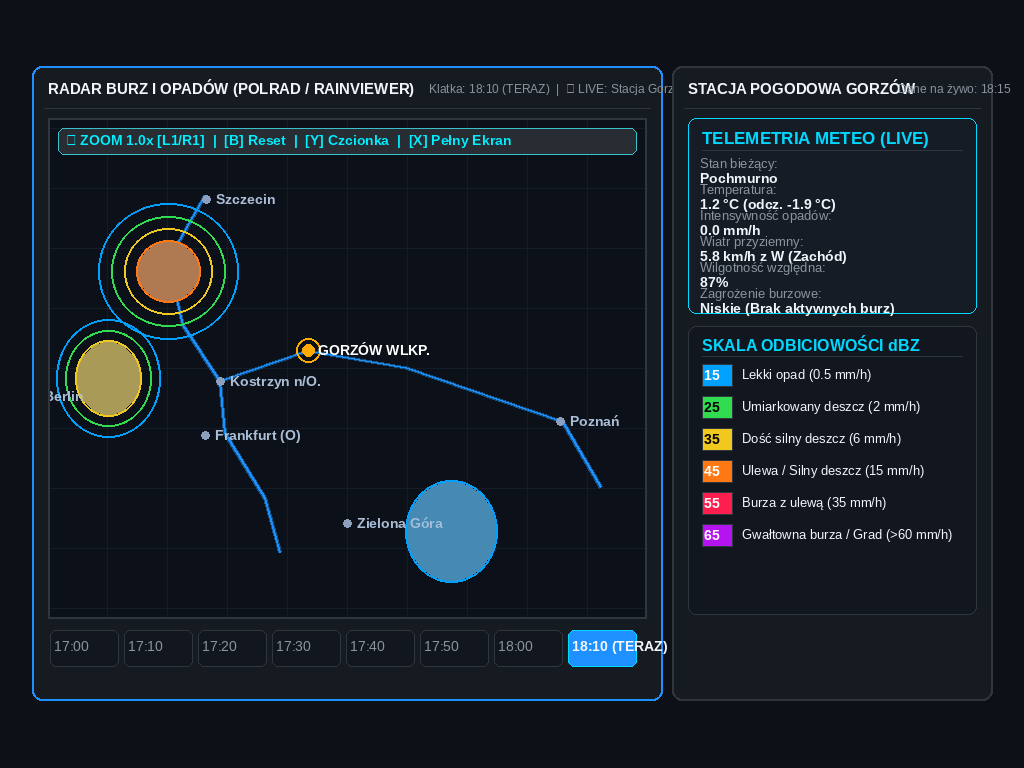 RADAR BURZ I OPADÓW (POLRAD / RAINVIEWER)
Klatka: 18:10 (TERAZ) | LIVE: Stacja Gorz
ZOOM 1.0x [L1/R1] | [B] Reset | [Y] Czcionka | [X] Pełny Ekran
Szczecin
GORZÓW WLKP.
Kostrzyn n/O.
Berlin
Poznań
Frankfurt (O)
Zielona Góra
17:00
17:10
17:20
17:30
17:40
17:50
18:00
18:10 (TERAZ)
STACJA POGODOWA GORZÓW
Dane na żywo: 18:15
TELEMETRIA METEO (LIVE)
Stan bieżący:
Pochmurno
Temperatura:
1.2 °C (odcz. -1.9 °C)
Intensywność opadów:
0.0 mm/h
Wiatr przyziemny:
5.8 km/h z W (Zachód)
Wilgotność względna:
87%
Zagrożenie burzowe:
Niskie (Brak aktywnych burz)
SKALA ODBICIOWOŚCI dBZ
15 Lekki opad (0.5 mm/h)
25 Umiarkowany deszcz (2 mm/h)
35 Dość silny deszcz (6 mm/h)
45 Ulewa / Silny deszcz (15 mm/h)
55 Burza z ulewą (35 mm/h)
65 Gwałtowna burza / Grad (>60 mm/h)